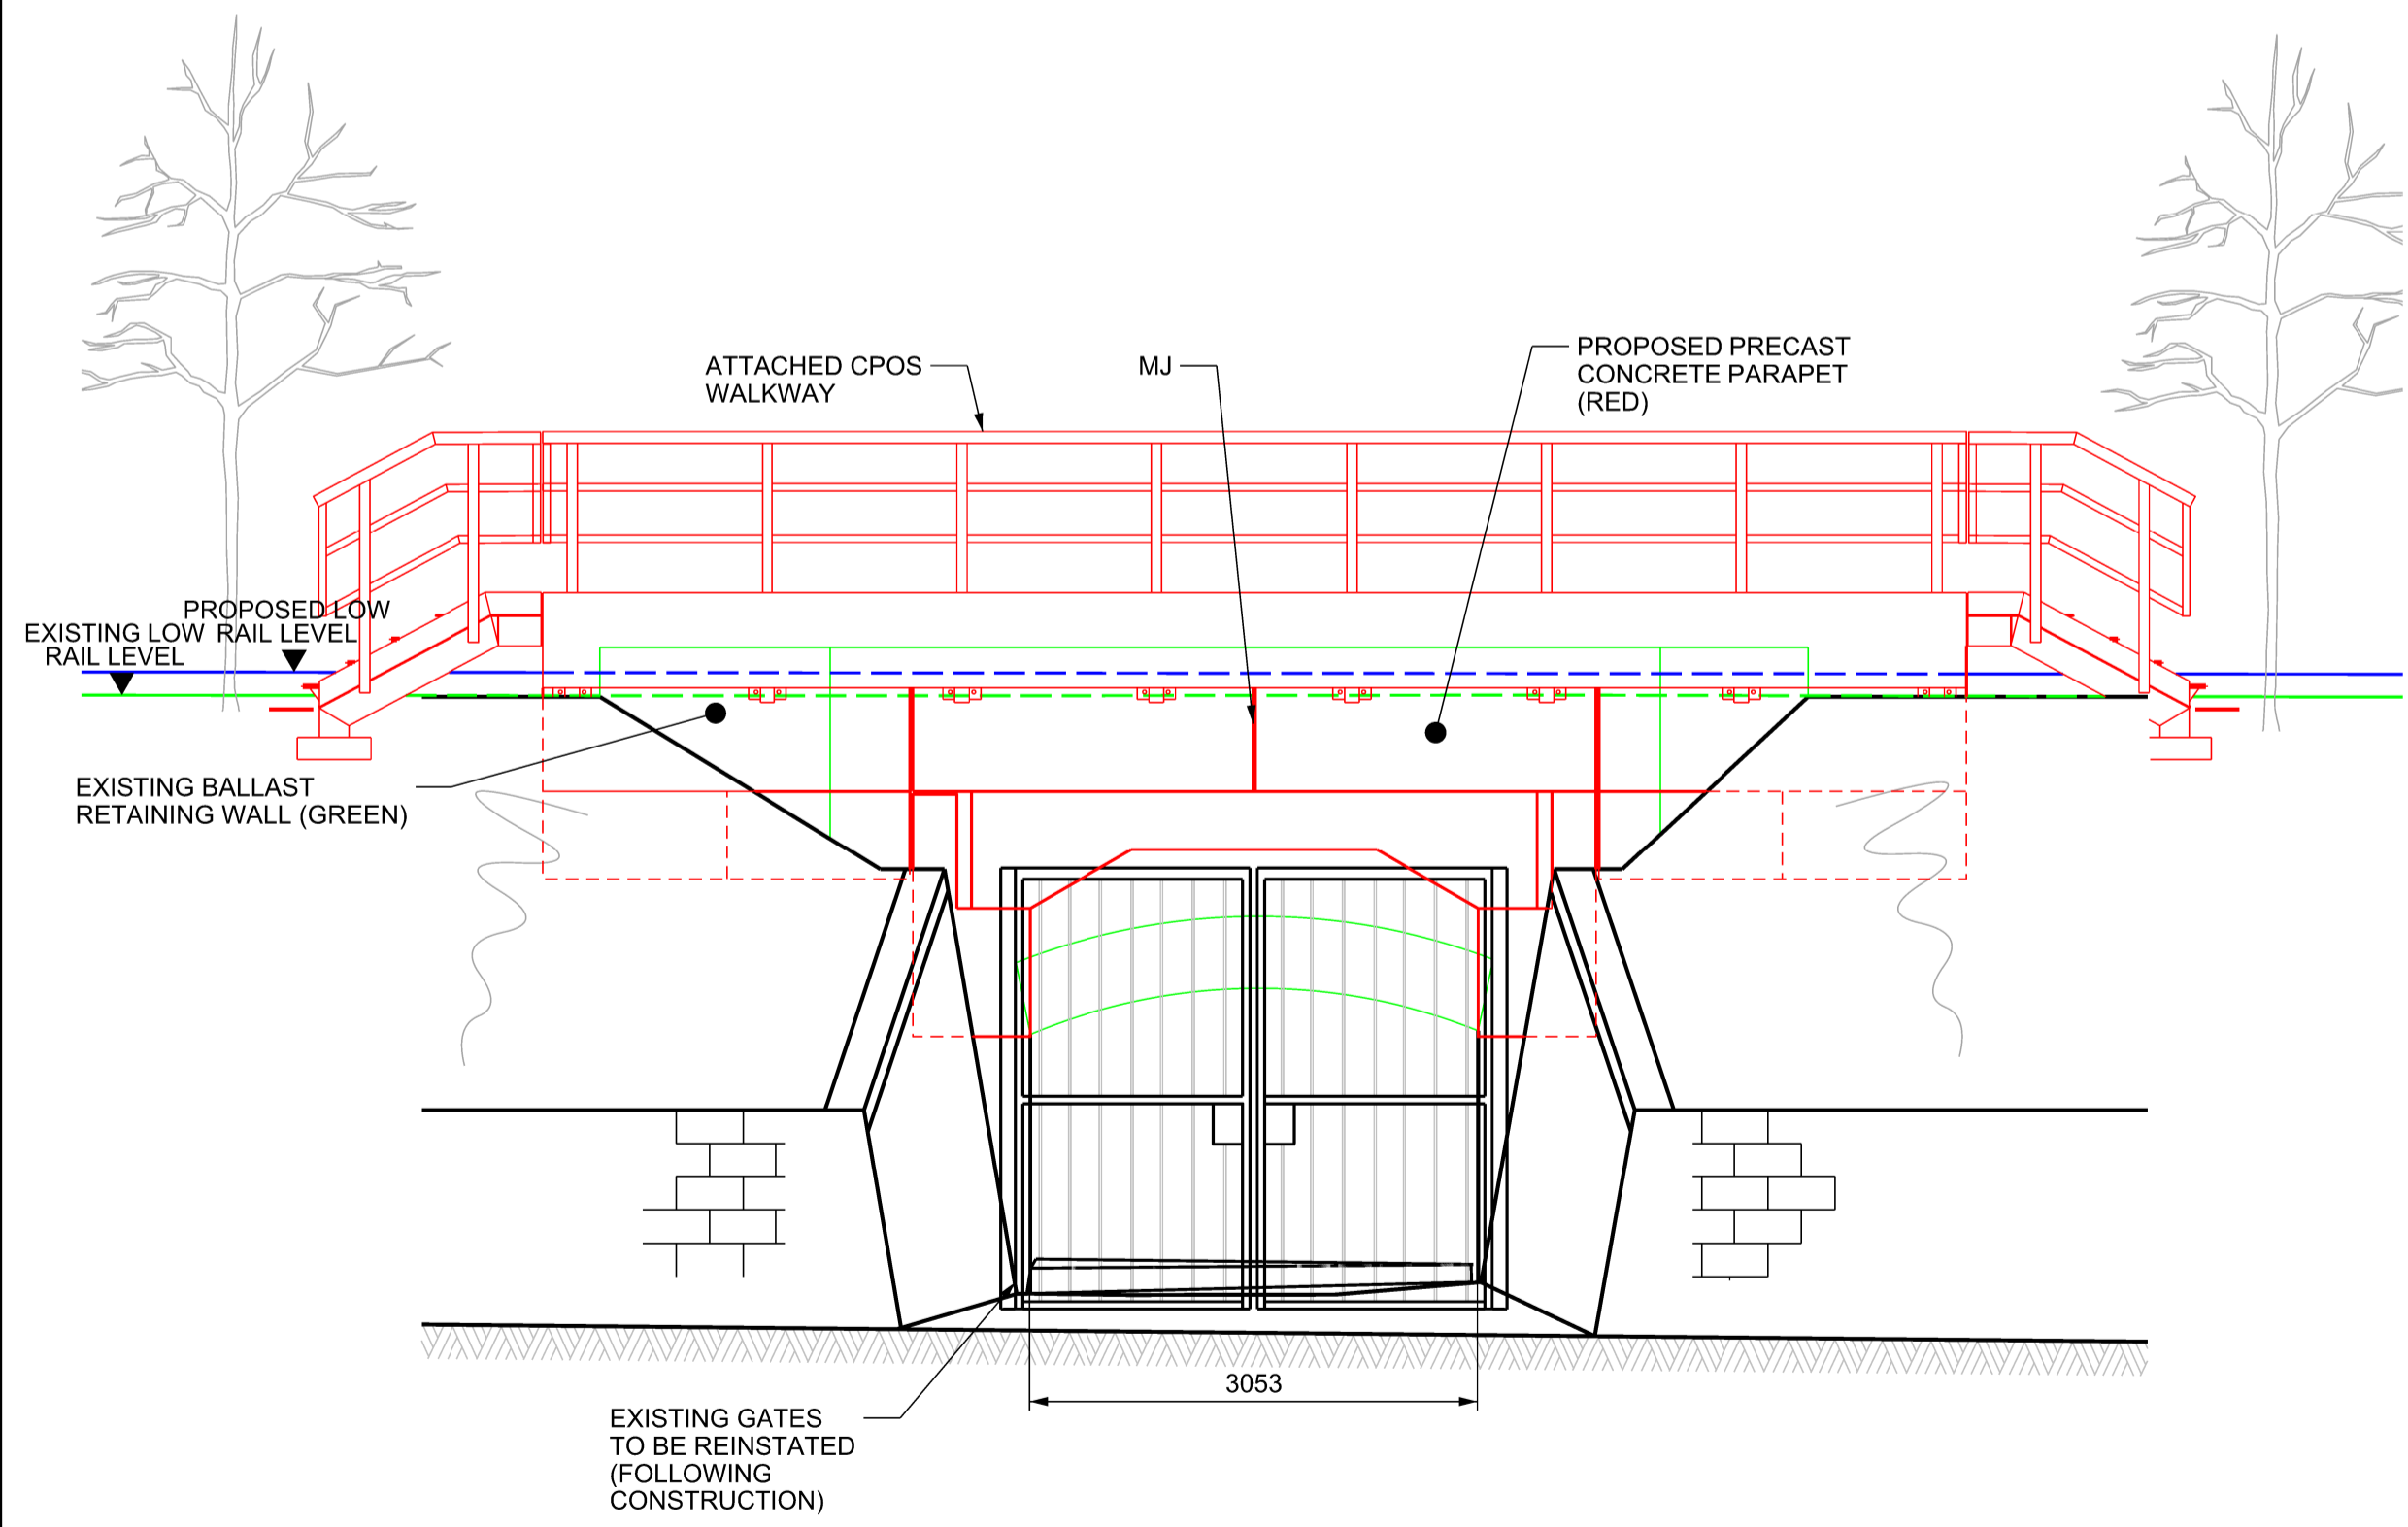 ATTACHED CPOS
WALKWAY
MJ
PROPOSED PRECAST
CONCRETE PARAPET
(RED)
PROPOSED LOW
RAIL LEVEL
EXISTING LOW
RAIL LEVEL
EXISTING BALLAST
RETAINING WALL (GREEN)
3053
EXISTING GATES
TO BE REINSTATED
(FOLLOWING
CONSTRUCTION)